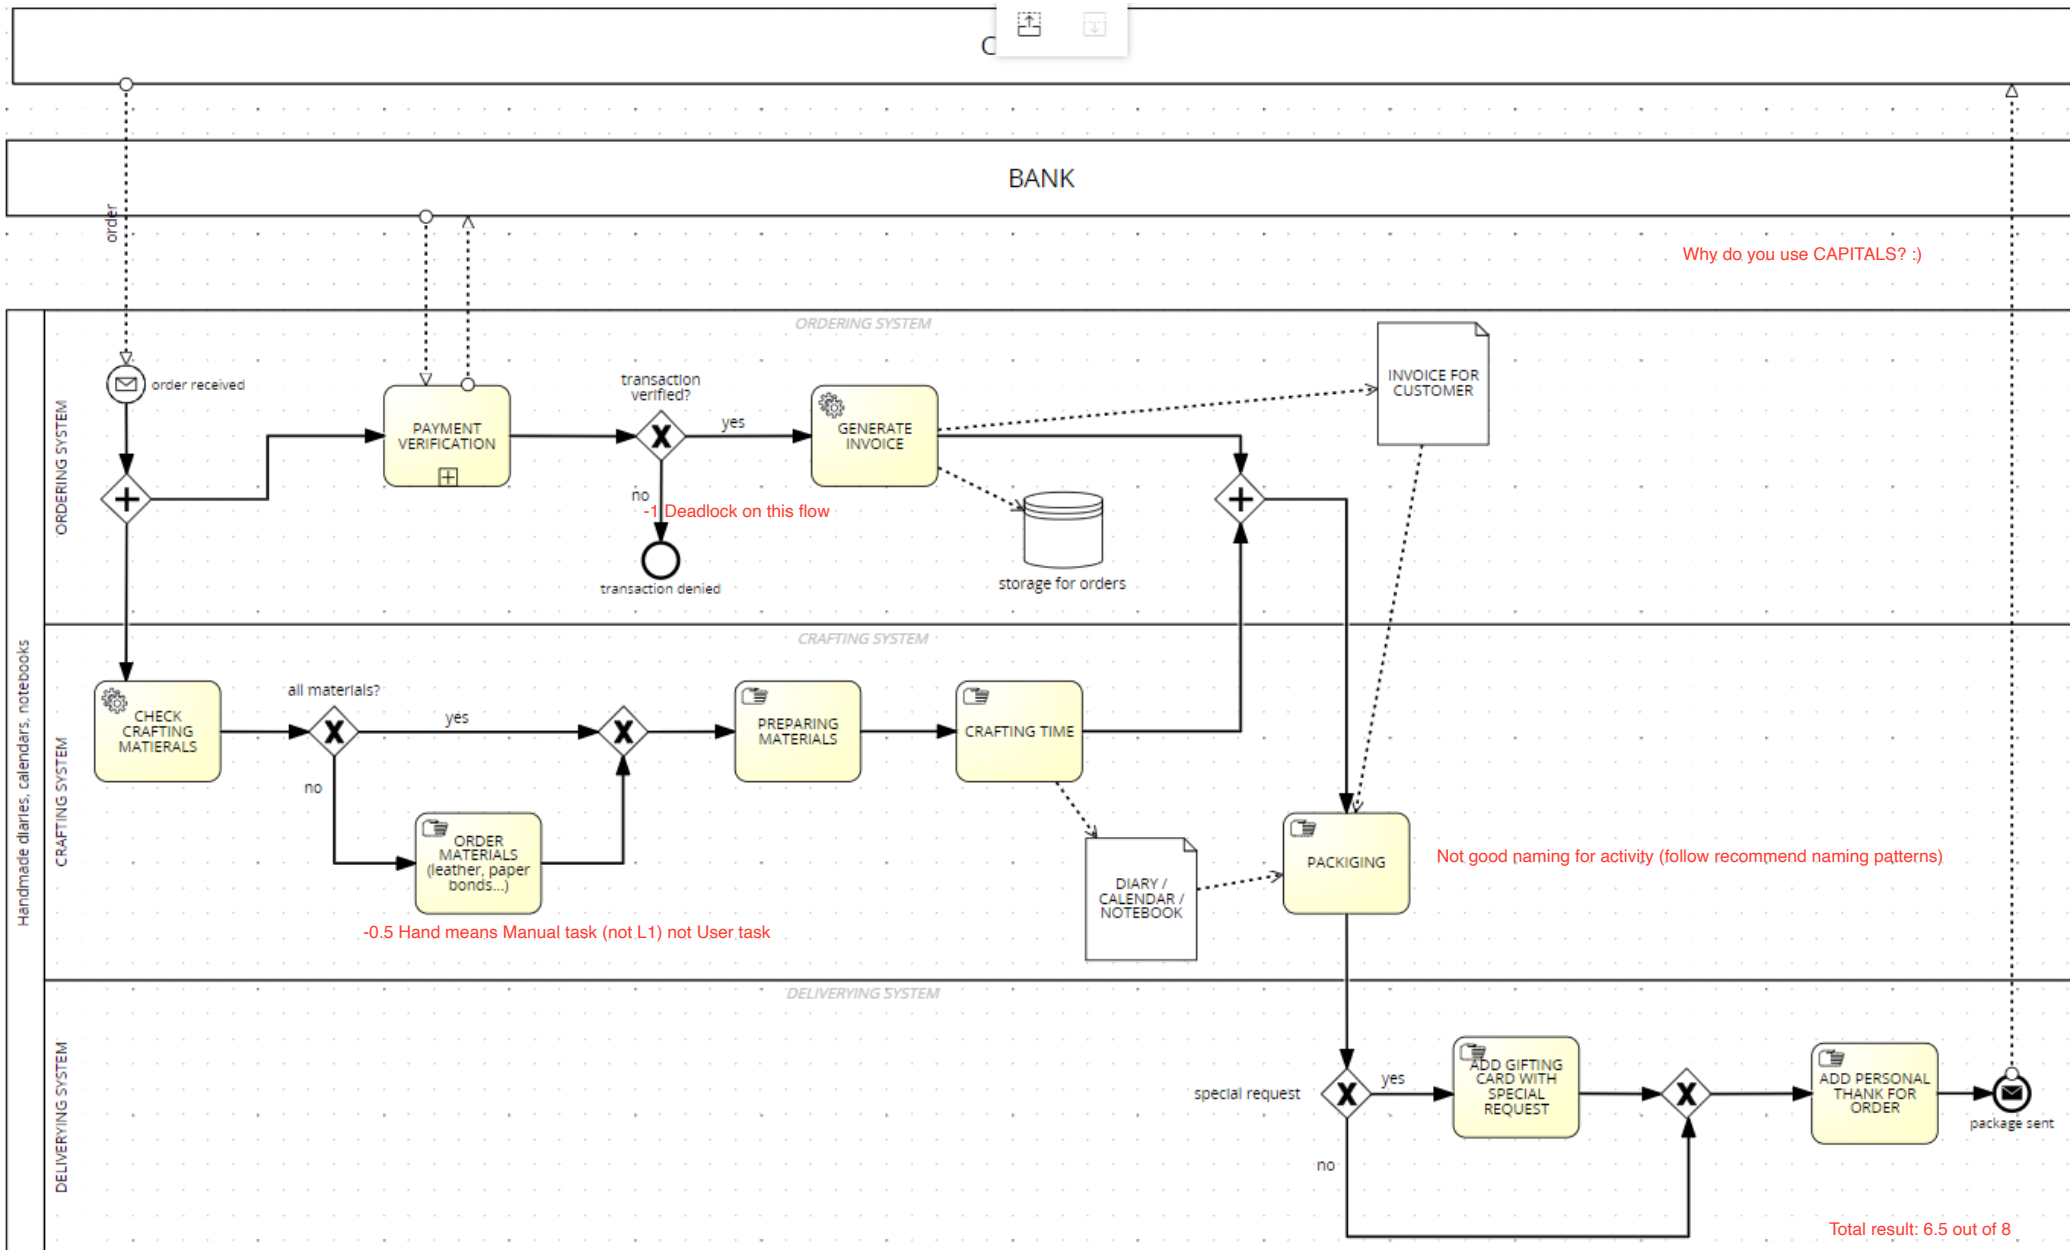 C
BANK
order
Why do you use CAPITALS? :)
Handmade diaries, calendars, notebooks
ORDERING SYSTEM
ORDERING SYSTEM
order received
PAYMENT
VERIFICATION
transaction
verified?
yes
no
-1 Deadlock on this flow
transaction denied
GENERATE
INVOICE
storage for orders
INVOICE FOR
CUSTOMER
CRAFTING SYSTEM
CRAFTING SYSTEM
CHECK
CRAFTING
MATIERALS
all materials?
yes
no
ORDER
MATERIALS
(leather, paper
bonds...)
-0.5 Hand means Manual task (not L1) not User task
PREPARING
MATERIALS
CRAFTING TIME
DIARY /
CALENDAR /
NOTEBOOK
PACKIGING
Not good naming for activity (follow recommend naming patterns)
DELIVERYING SYSTEM
DELIVERYING SYSTEM
special request
yes
no
ADD GIFTING
CARD WITH
SPECIAL
REQUEST
ADD PERSONAL
THANK FOR
ORDER
package sent
Total result: 6.5 out of 8